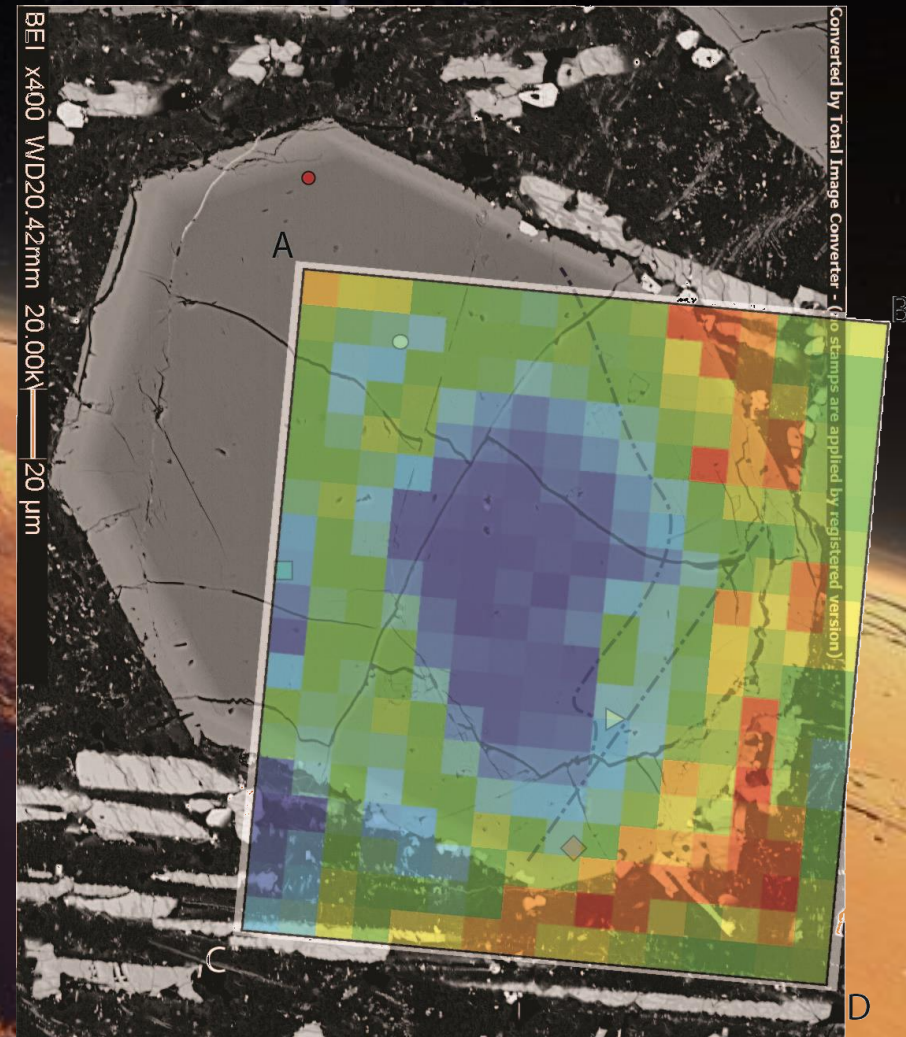 BEI x400 WD20.42mm 20.00kV 20 µm
Converted by Total Image Converter - (no stamps are applied by registered version)
A
B
C
D